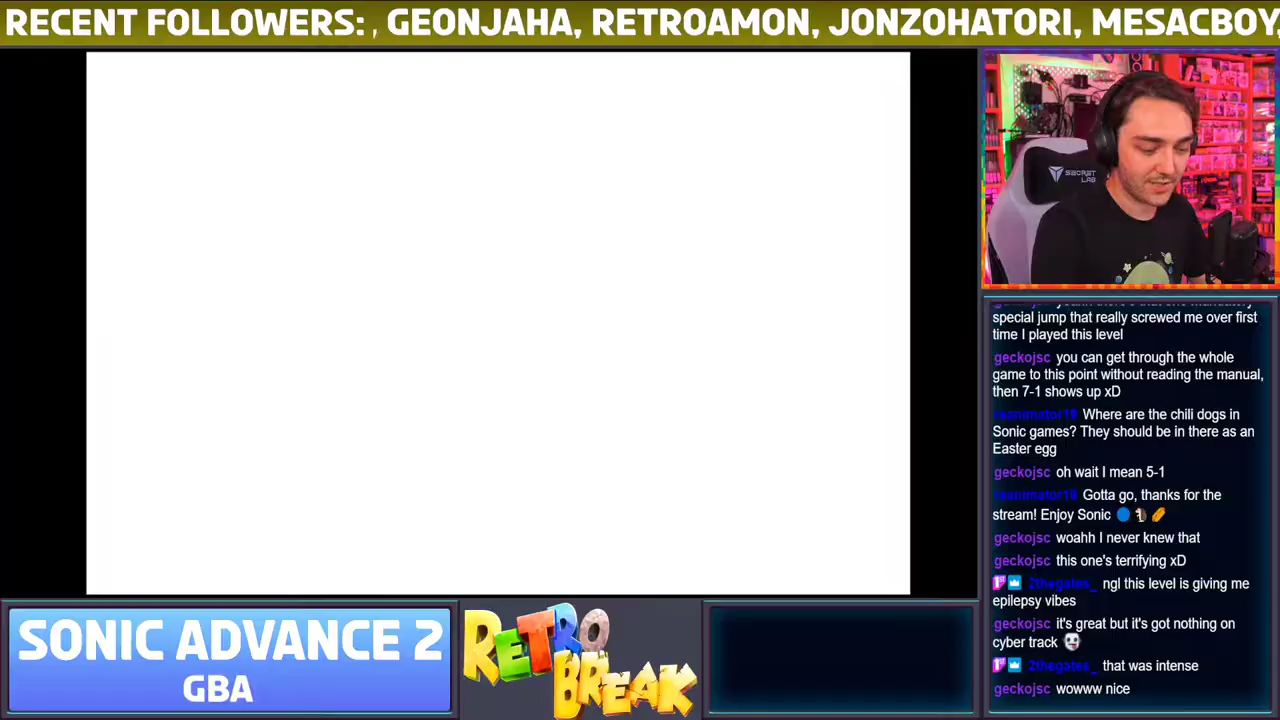 RECENT FOLLOWERS: , GEONJAHA, RETROAMON, JONZOHATORI, MESACBOY,
SECRET
LAB
special jump that really screwed me over first
time I played this level
geckojsc you can get through the whole
game to this point without reading the manual,
then 7-1 shows up xD
Where are the chili dogs in
Sonic games? They should be in there as an
Easter egg
geckojsc oh wait I mean 5-1
Gotta go, thanks for the
stream! Enjoy Sonic
geckojsc woahh I never knew that
geckojsc this one's terrifying xD
2thegates_ ngl this level is giving me
epilepsy vibes
geckojsc it's great but it's got nothing on
cyber track
2thegates_ that was intense
geckojsc wowww nice
SONIC ADVANCE 2
GBA
RETRO
BREAK